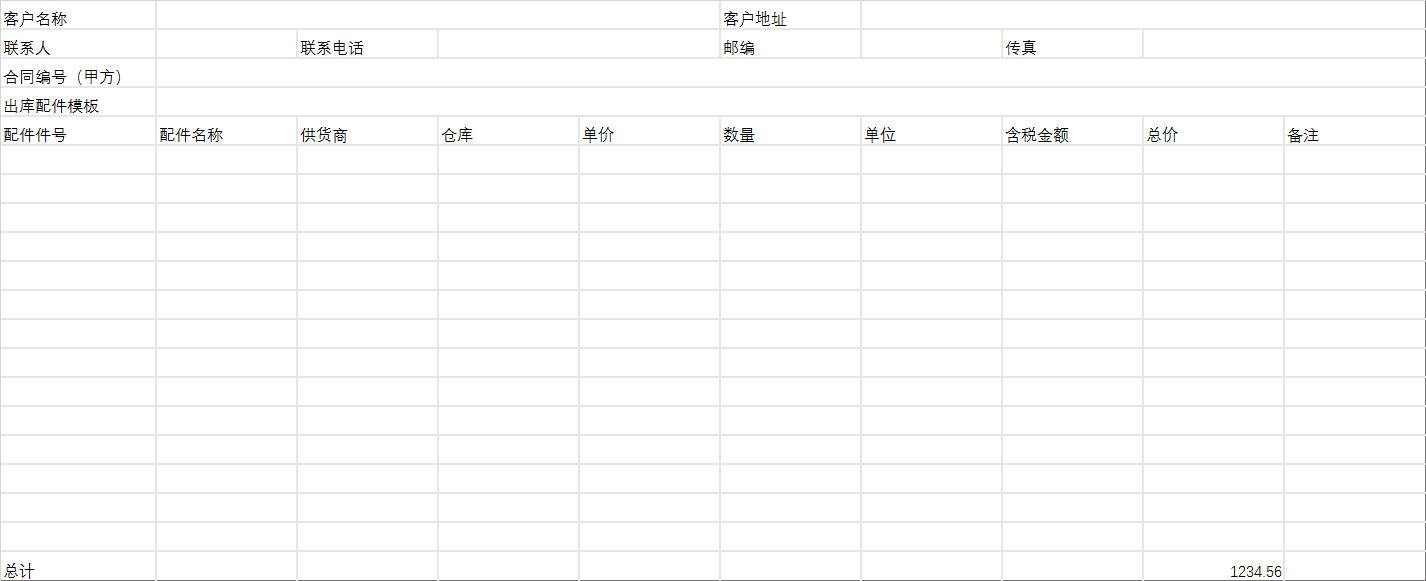 客户名称 客户地址
联系人 联系电话 邮编 传真
合同编号（甲方）
出库配件模板
配件件号 配件名称 供货商 仓库 单价 数量 单位 含税金额 总价 备注
总计 1234.56